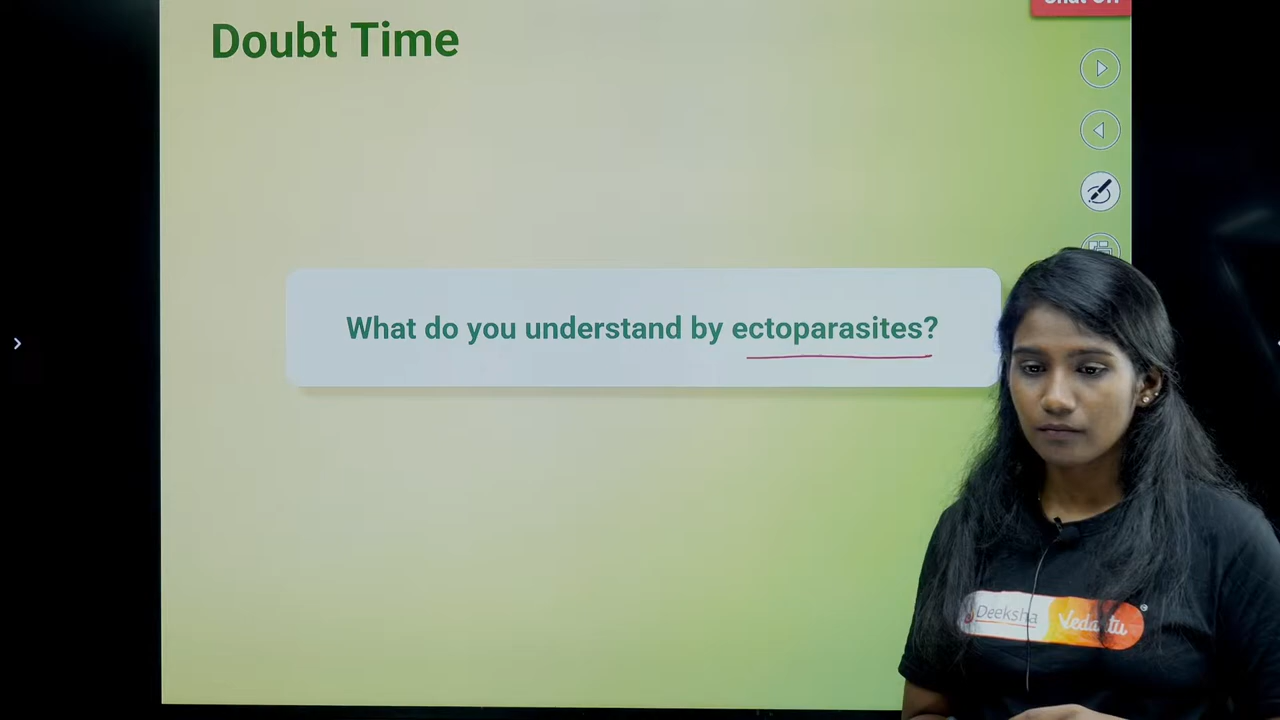 Doubt Time
What do you understand by ectoparasites?
Deeksha
Vedantu